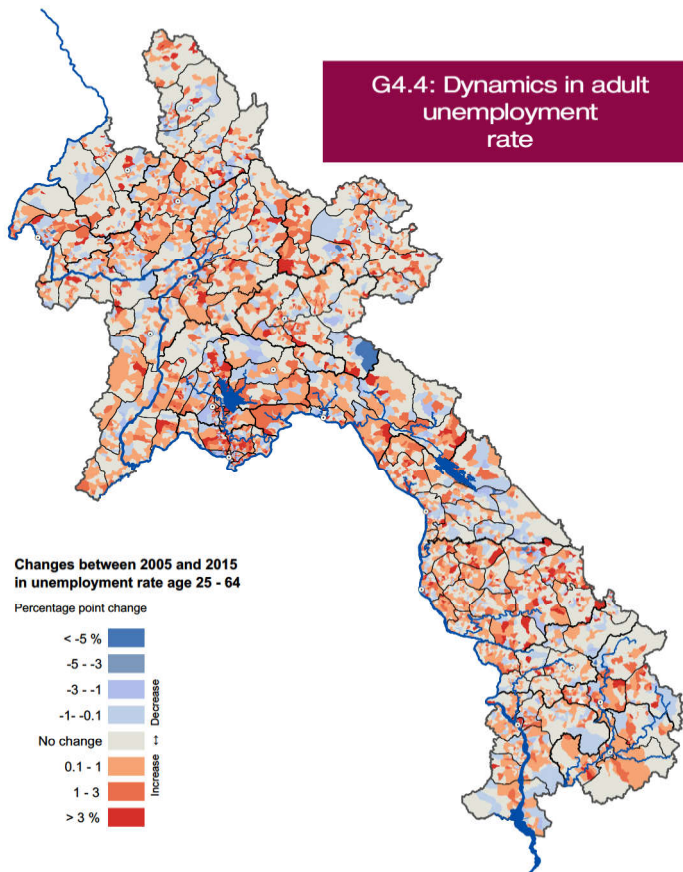 G4.4: Dynamics in adult
unemployment
rate
Changes between 2005 and 2015
in unemployment rate age 25 - 64
Percentage point change
< -5 %
-5 - -3
-3 - -1
-1- -0.1
No change
0.1 - 1
1 - 3
> 3 %
Decrease
↔
Increase